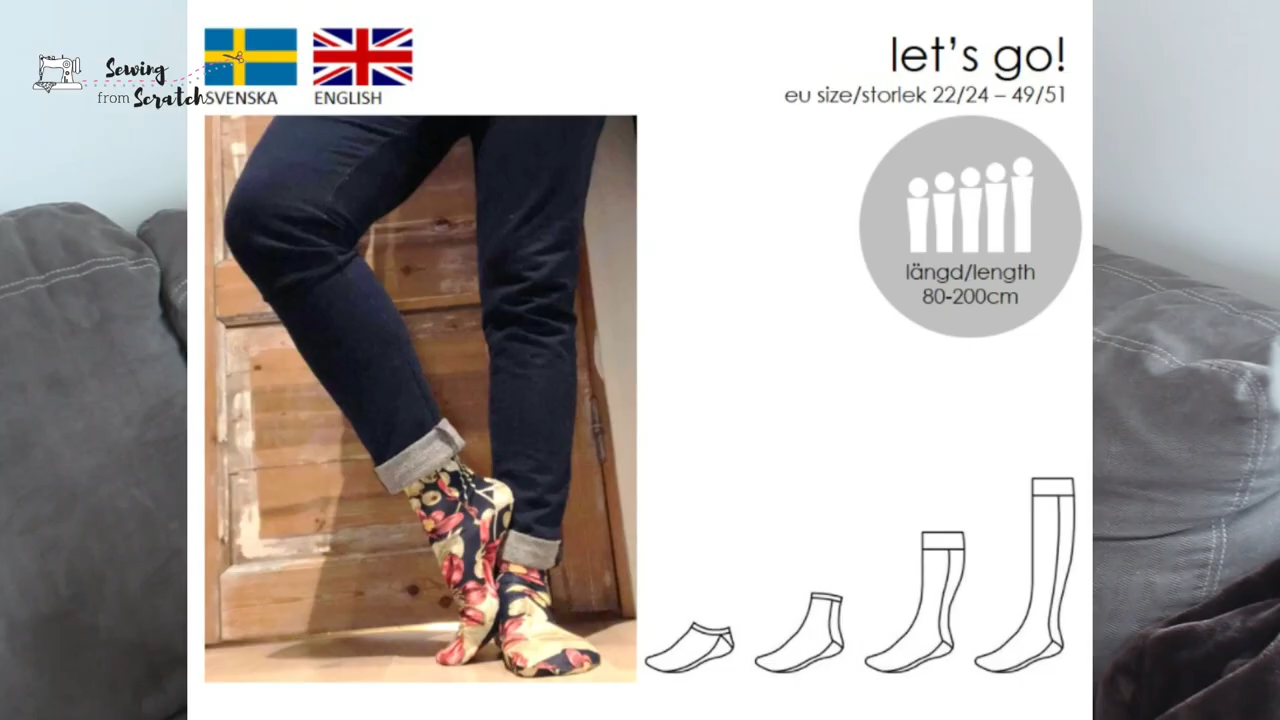 Sewing
from Scratch
SVENSKA
ENGLISH
let's go!
eu size/storlek 22/24 – 49/51
längd/length
80-200cm